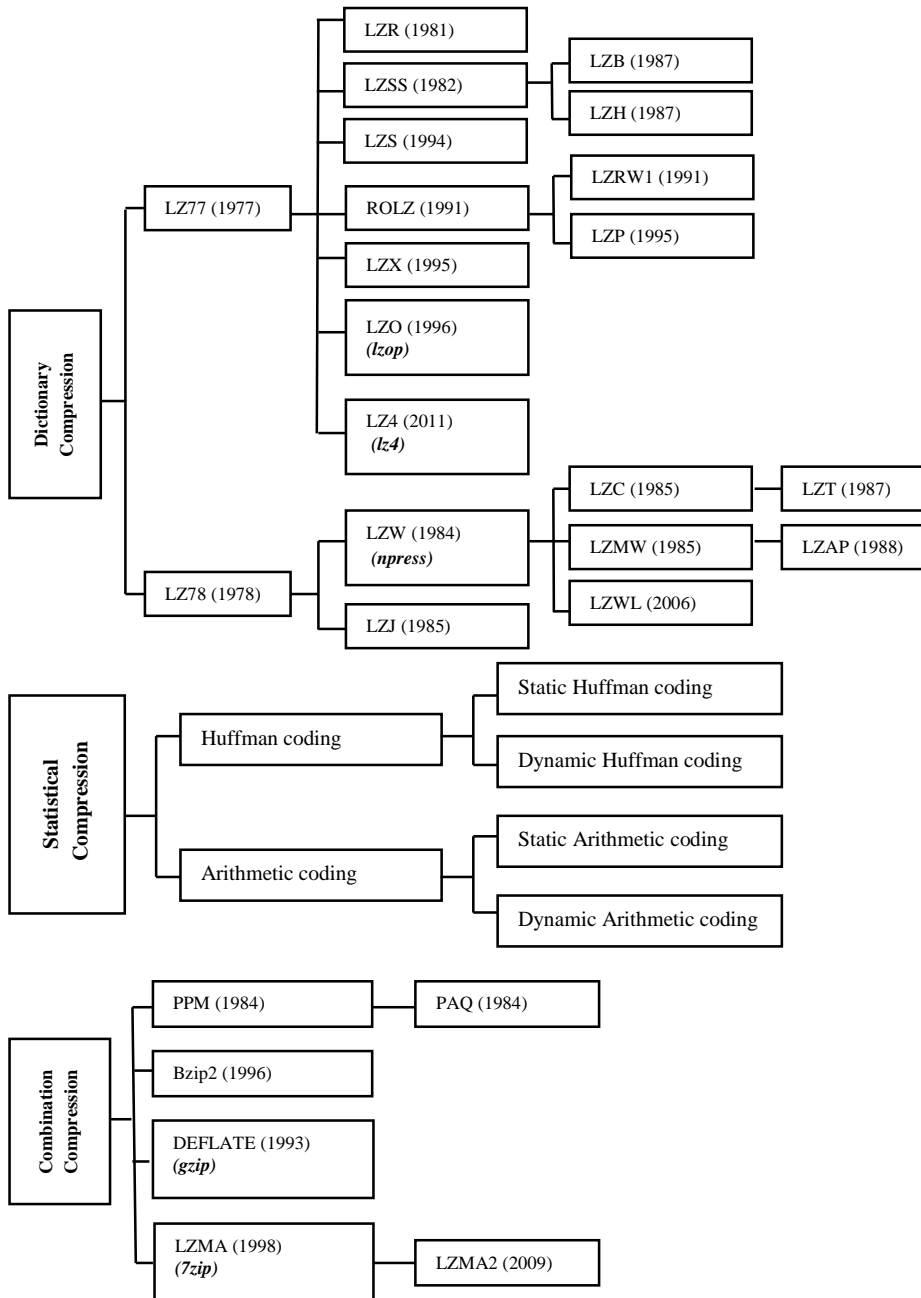 LZR (1981)
LZB (1987)
LZSS (1982)
LZH (1987)
LZS (1994)
LZRW1 (1991)
LZ77 (1977)
ROLZ (1991)
LZP (1995)
LZX (1995)
LZO (1996)
(lzop)
Dictionary
Compression
LZ4 (2011)
(lz4)
LZC (1985)
LZT (1987)
LZW (1984)
(npress)
LZMW (1985)
LZAP (1988)
LZ78 (1978)
LZWL (2006)
LZJ (1985)
Static Huffman coding
Huffman coding
Dynamic Huffman coding
Statistical
Compression
Static Arithmetic coding
Arithmetic coding
Dynamic Arithmetic coding
PPM (1984)
PAQ (1984)
Bzip2 (1996)
Combination
Compression
DEFLATE (1993)
(gzip)
LZMA (1998)
(7zip)
LZMA2 (2009)